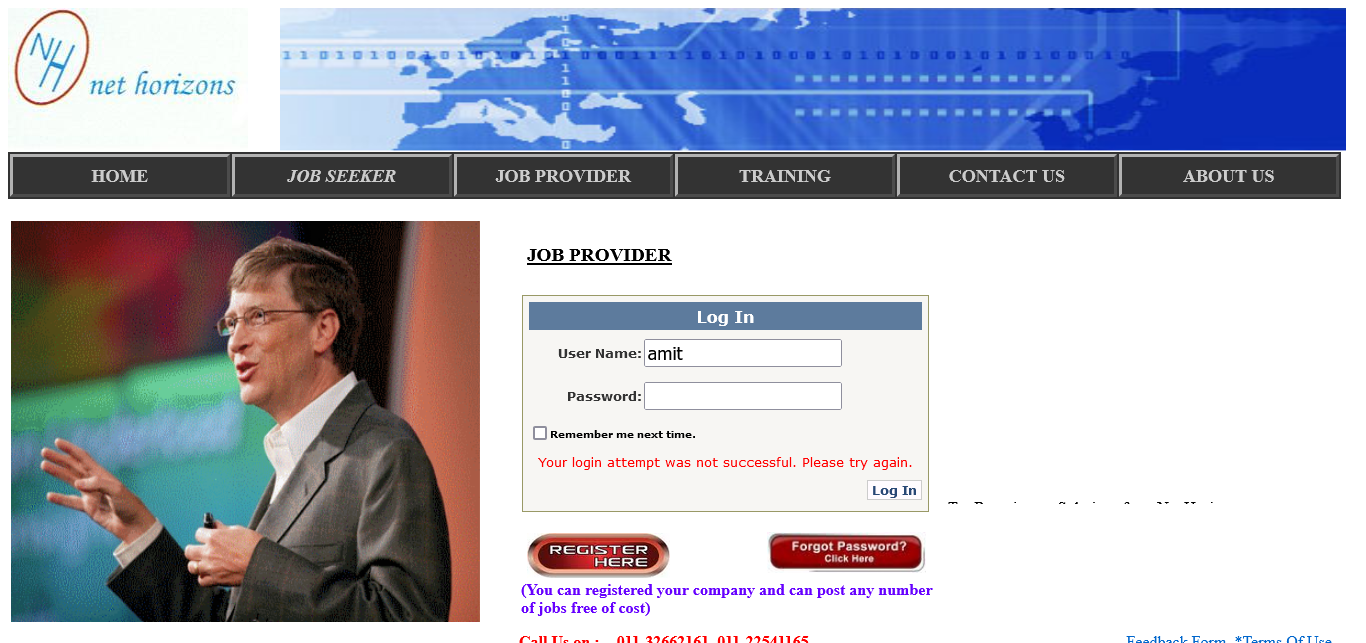 NH net horizons
HOME JOB SEEKER JOB PROVIDER TRAINING CONTACT US ABOUT US
JOB PROVIDER
Log In
User Name: amit
Password:
Remember me next time.
Your login attempt was not successful. Please try again.
Log In
REGISTER
HERE
Forgot Password?
Click Here
(You can registered your company and can post any number
of jobs free of cost)
Call Us on : 011-32662161, 011-22541165
Feedback Form *Terms Of Use